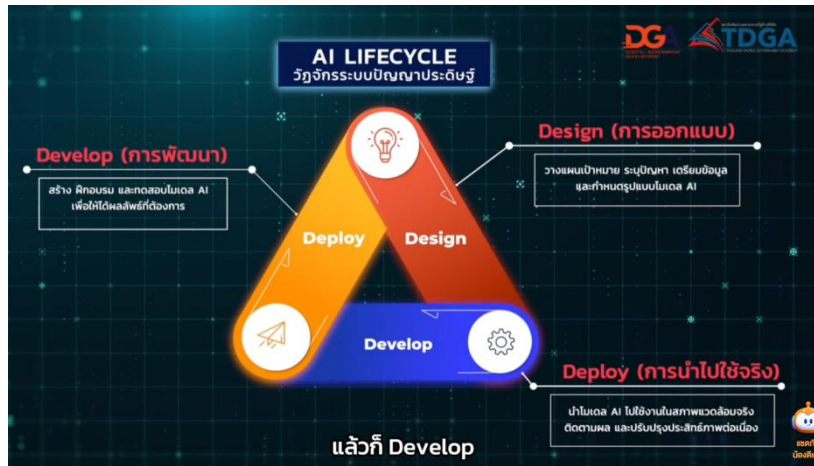 DGA
DIGITAL GOVERNMENT
DEVELOPMENT
TDGA
AI LIFECYCLE
วัฏจักรระบบปัญญาประดิษฐ์
Design (การออกแบบ)
วางแผนเป้าหมาย ระบุปัญหา เตรียมข้อมูล
และกำหนดรูปแบบโมเดล AI
Develop (การพัฒนา)
สร้าง ฝึกอบรม และทดสอบโมเดล AI
เพื่อให้ได้ผลลัพธ์ที่ต้องการ
Deploy
Design
Develop
Deploy (การนำไปใช้จริง)
นำโมเดล AI ไปใช้งานในสภาพแวดล้อมจริง
ติดตามผล และปรับปรุงประสิทธิภาพต่อเนื่อง
แล้วก็ Develop